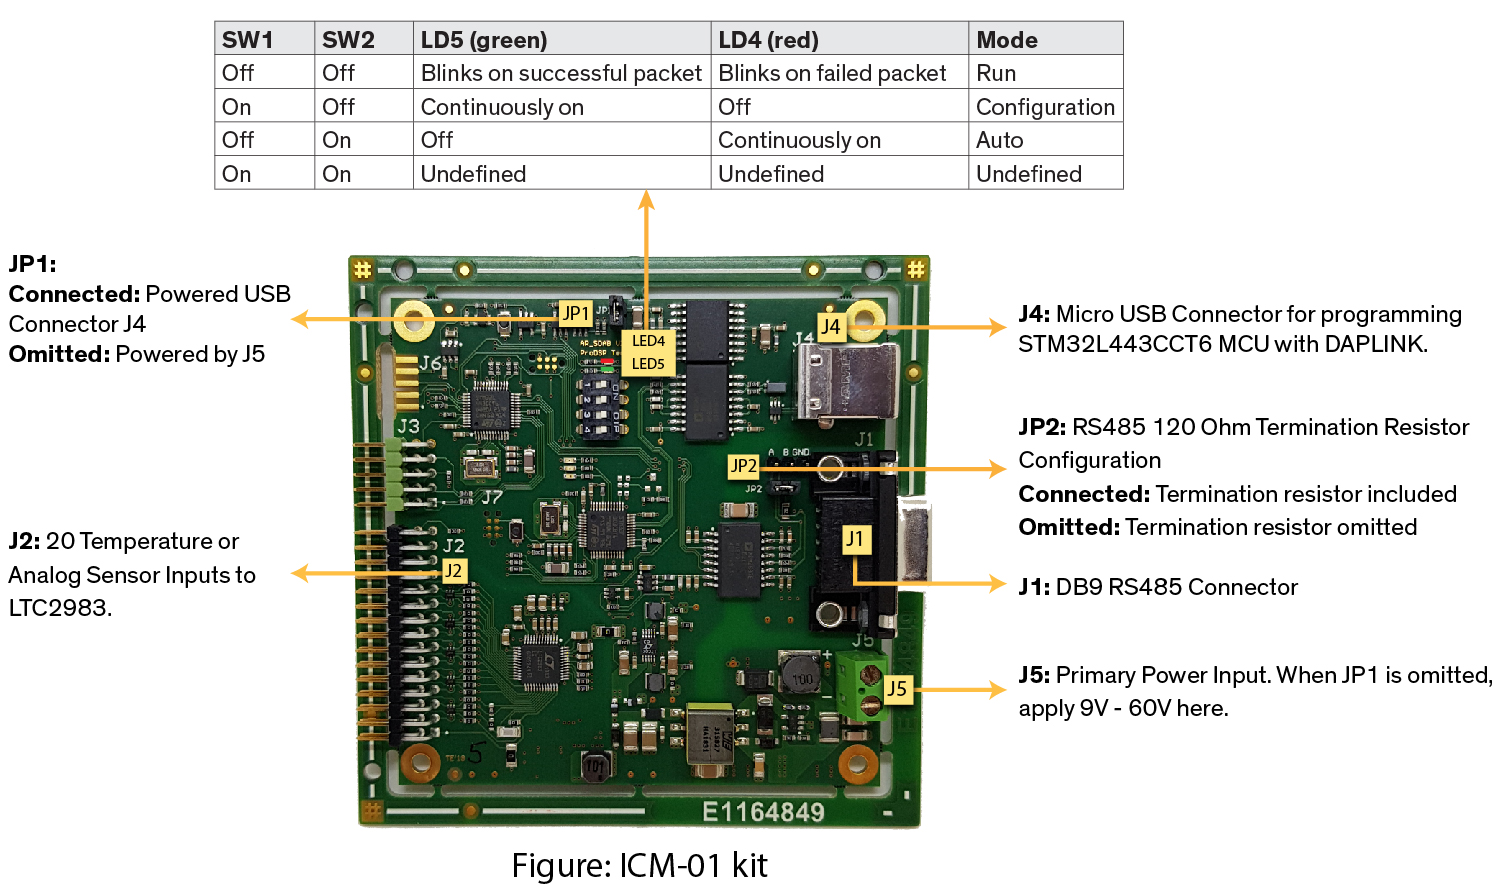 SW1 SW2 LD5 (green) LD4 (red) Mode
Off Off Blinks on successful packet Blinks on failed packet Run
On Off Continuously on Off Configuration
Off On Off Continuously on Auto
On On Undefined Undefined Undefined
JP1:
Connected: Powered USB
Connector J4
Omitted: Powered by J5
J2: 20 Temperature or
Analog Sensor Inputs to
LTC2983.
JP1
LED4
LED5
J4
J4
J6
J3
J7
J2
J2
J1
A B GND
JP2
JP2
J1
J5
+
J5
–
100
101
5
E1164849
J4: Micro USB Connector for programming
STM32L443CCT6 MCU with DAPLINK.
JP2: RS485 120 Ohm Termination Resistor
Configuration
Connected: Termination resistor included
Omitted: Termination resistor omitted
J1: DB9 RS485 Connector
J5: Primary Power Input. When JP1 is omitted,
apply 9V - 60V here.
Figure: ICM-01 kit